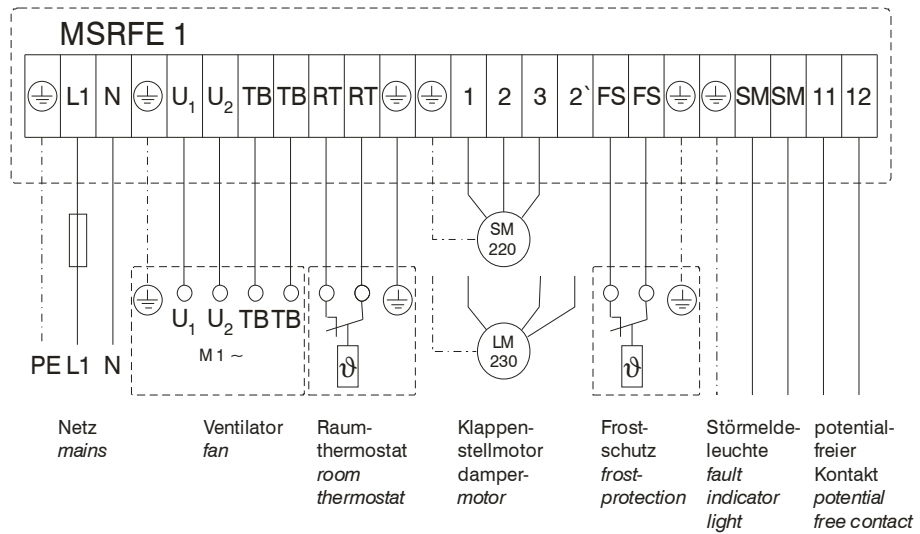 MSRFE 1
L1 N U1 U2 TB TB RT RT 1 2 3 2` FS FS SM SM 11 12
SM
220
U1 U2 TB TB
M 1 ~
LM
230
ϑ
ϑ
PE L1 N
Netz
mains
Ventilator
fan
Raum-
thermostat
room
thermostat
Klappen-
stellmotor
damper-
motor
Frost-
schutz
frost-
protection
Störmelde-
leuchte
fault
indicator
light
potential-
freier
Kontakt
potential
free contact